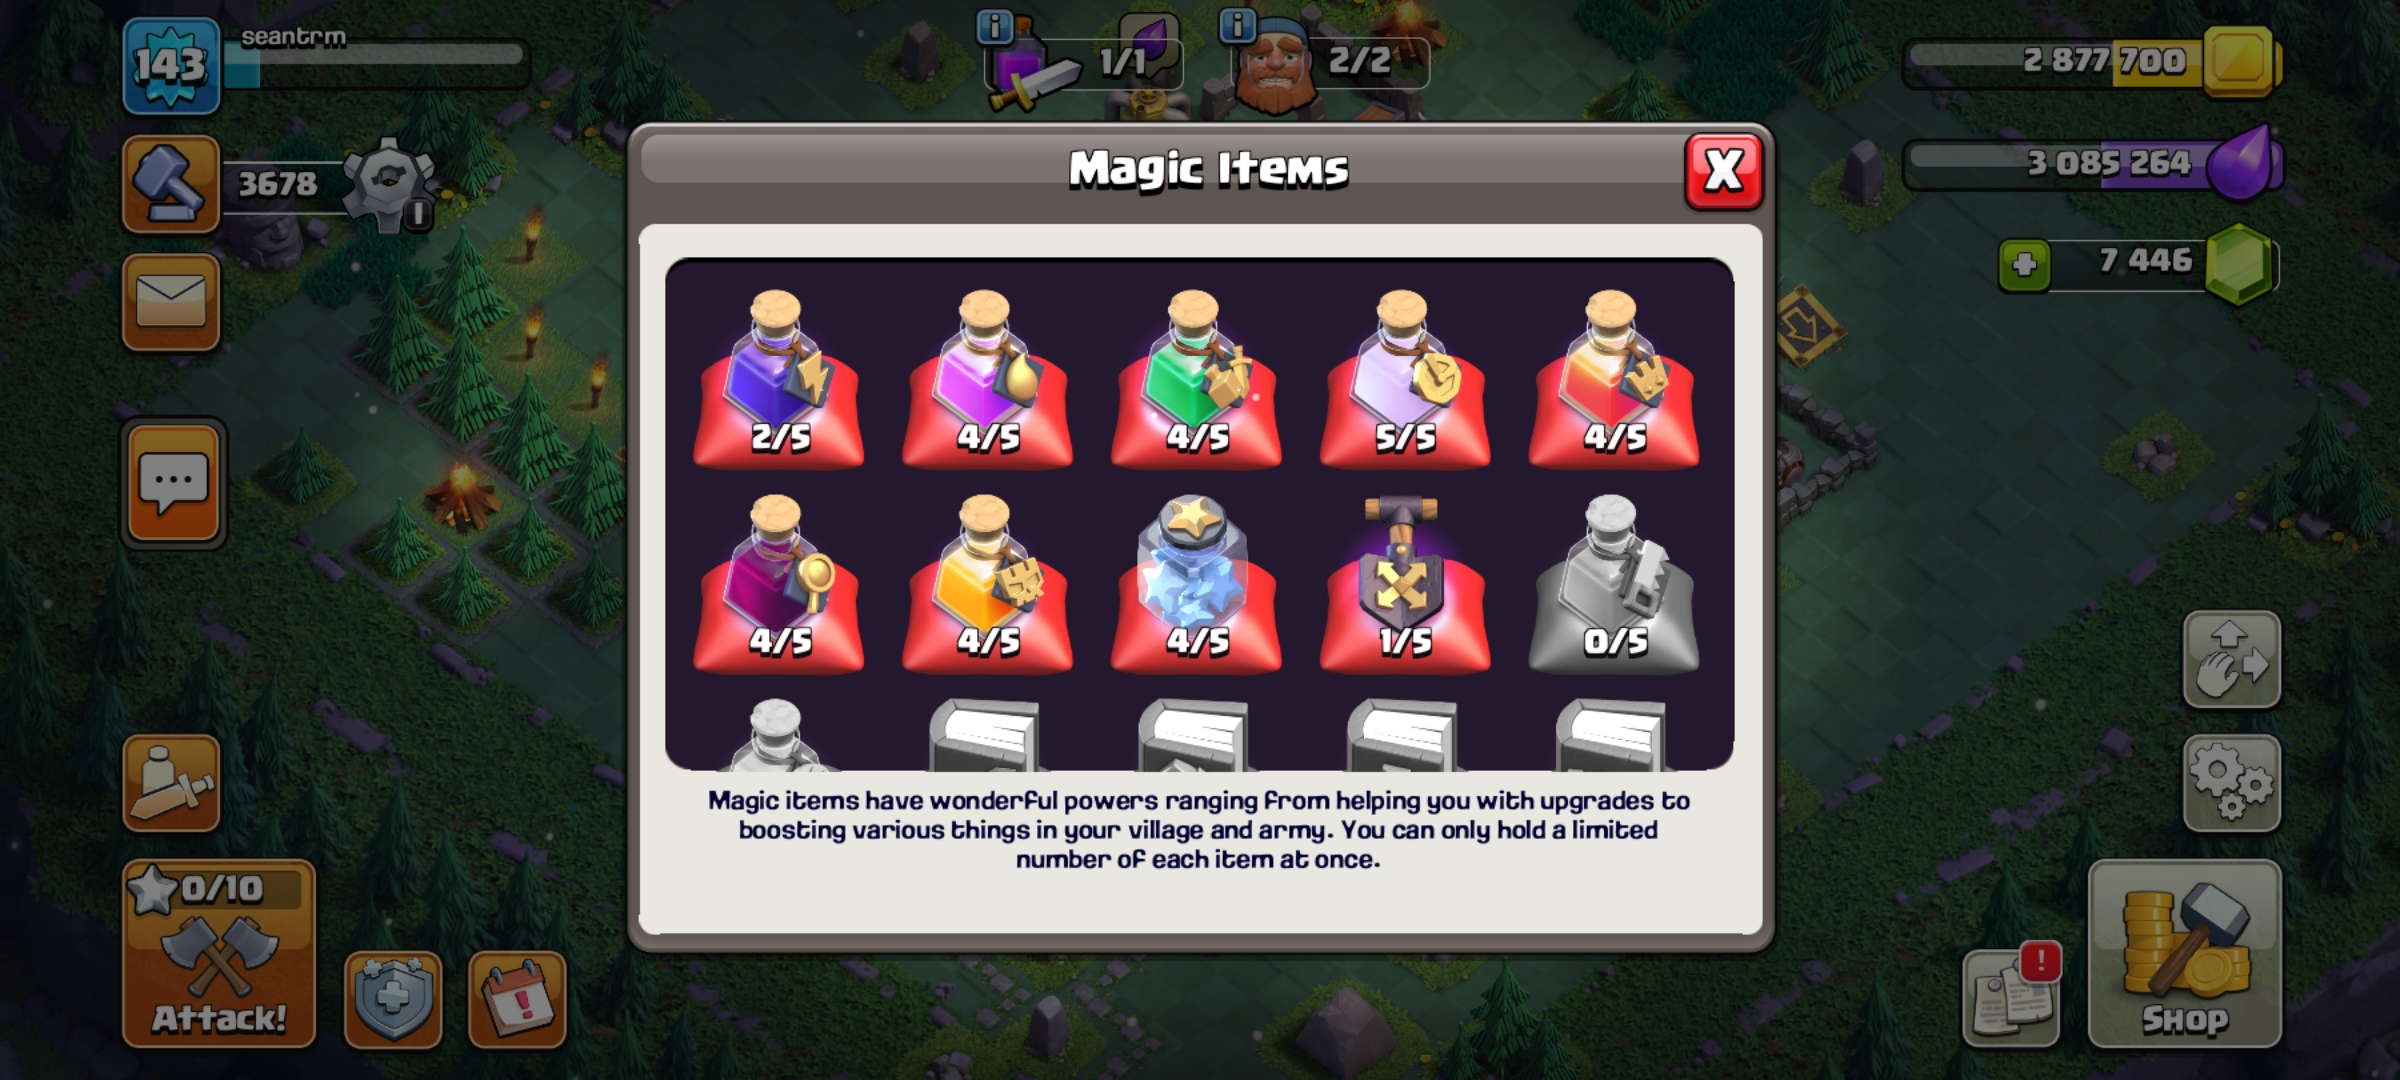 143
seantrm
1/1
2/2
2 877 700
3678
3 085 264
7 446
Magic Items
X
2/5
4/5
4/5
5/5
4/5
4/5
4/5
4/5
1/5
0/5
Magic items have wonderful powers ranging from helping you with upgrades to
boosting various things in your village and army. You can only hold a limited
number of each item at once.
0/10
Attack!
!
Shop